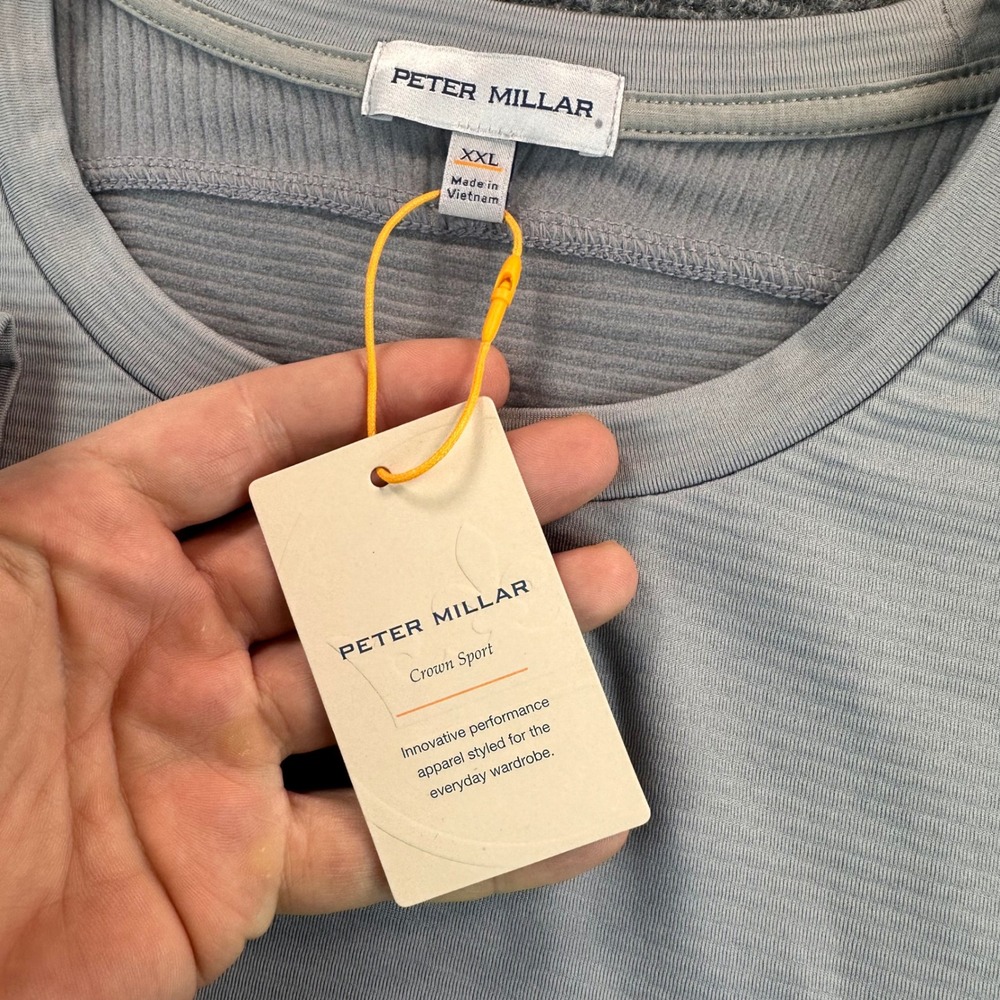 PETER MILLAR
XXL
Made in
Vietnam
PETER MILLAR
Crown Sport
Innovative performance
apparel styled for the
everyday wardrobe.